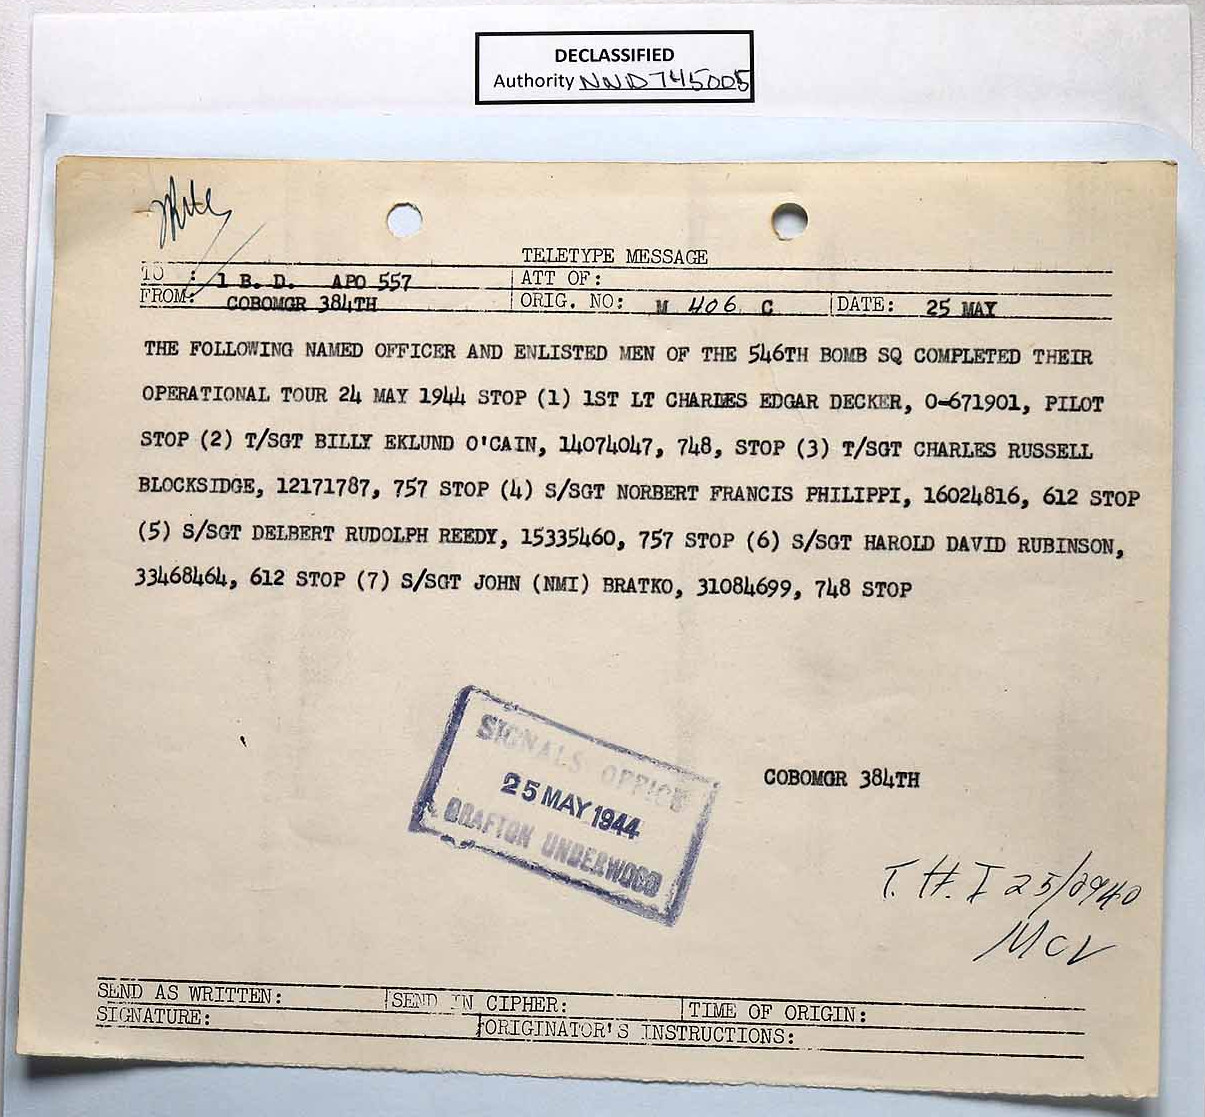 DECLASSIFIED
Authority NND745005
TELETYPE MESSAGE
TO : 1 B. D. APO 557 ATT OF:
FROM: COBOMGR 384TH ORIG. NO: M 406 C DATE: 25 MAY
THE FOLLOWING NAMED OFFICER AND ENLISTED MEN OF THE 546TH BOMB SQ COMPLETED THEIR
OPERATIONAL TOUR 24 MAY 1944 STOP (1) 1ST LT CHARLES EDGAR DECKER, O-671901, PILOT
STOP (2) T/SGT BILLY EKLUND O'CAIN, 14074047, 748, STOP (3) T/SGT CHARLES RUSSELL
BLOCKSIDGE, 12171787, 757 STOP (4) S/SGT NORBERT FRANCIS PHILIPPI, 16024816, 612 STOP
(5) S/SGT DELBERT RUDOLPH REEDY, 15335460, 757 STOP (6) S/SGT HAROLD DAVID RUBINSON,
33468464, 612 STOP (7) S/SGT JOHN (NMI) BRATKO, 31084699, 748 STOP
SIGNALS OFFICE
25 MAY 1944
GRAFTON UNDERWOOD
COBOMGR 384TH
T. H. I 25/0940
McV
SEND AS WRITTEN: SEND IN CIPHER: TIME OF ORIGIN:
SIGNATURE: ORIGINATOR'S INSTRUCTIONS: